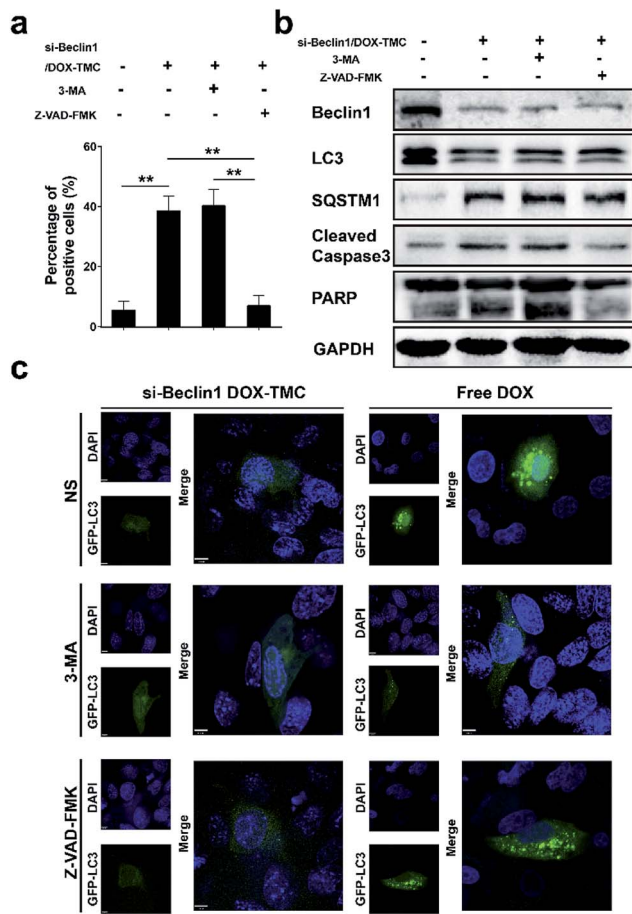 a
si-Beclin1
/DOX-TMC - + + +
3-MA - - + -
Z-VAD-FMK - - - +
Percentage of
positive cells (%)
60
40
20
0
**
**
**
b
si-Beclin1/DOX-TMC - + + +
3-MA - - + -
Z-VAD-FMK - - - +
Beclin1
LC3
SQSTM1
Cleaved
Caspase3
PARP
GAPDH
c
si-Beclin1 DOX-TMC
Free DOX
NS
DAPI
GFP-LC3
Merge
DAPI
GFP-LC3
Merge
3-MA
DAPI
GFP-LC3
Merge
DAPI
GFP-LC3
Merge
Z-VAD-FMK
DAPI
GFP-LC3
Merge
DAPI
GFP-LC3
Merge